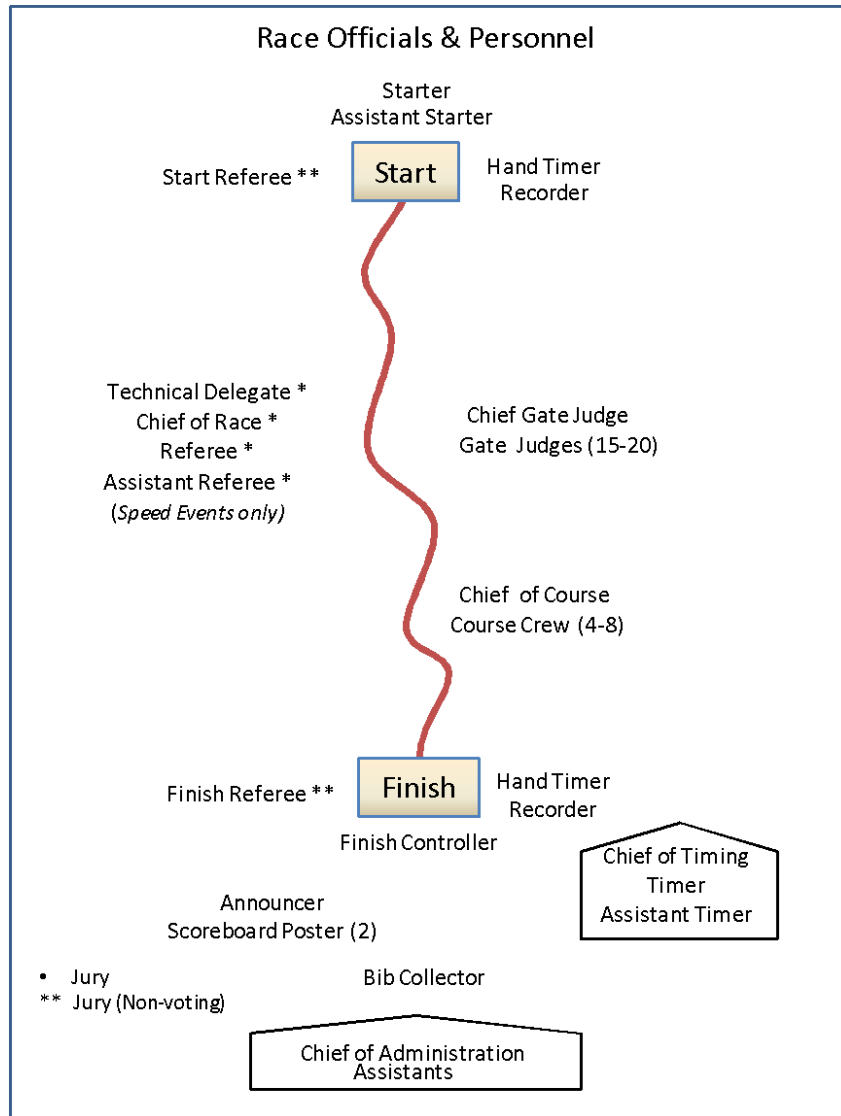 Race Officials & Personnel
Starter
Assistant Starter
Start Referee **
Start
Hand Timer
Recorder
Technical Delegate *
Chief of Race *
Referee *
Assistant Referee *
(Speed Events only)
Chief Gate Judge
Gate Judges (15-20)
Chief of Course
Course Crew (4-8)
Finish Referee **
Finish
Hand Timer
Recorder
Finish Controller
Chief of Timing
Timer
Assistant Timer
Announcer
Scoreboard Poster (2)
• Jury
** Jury (Non-voting)
Bib Collector
Chief of Administration
Assistants